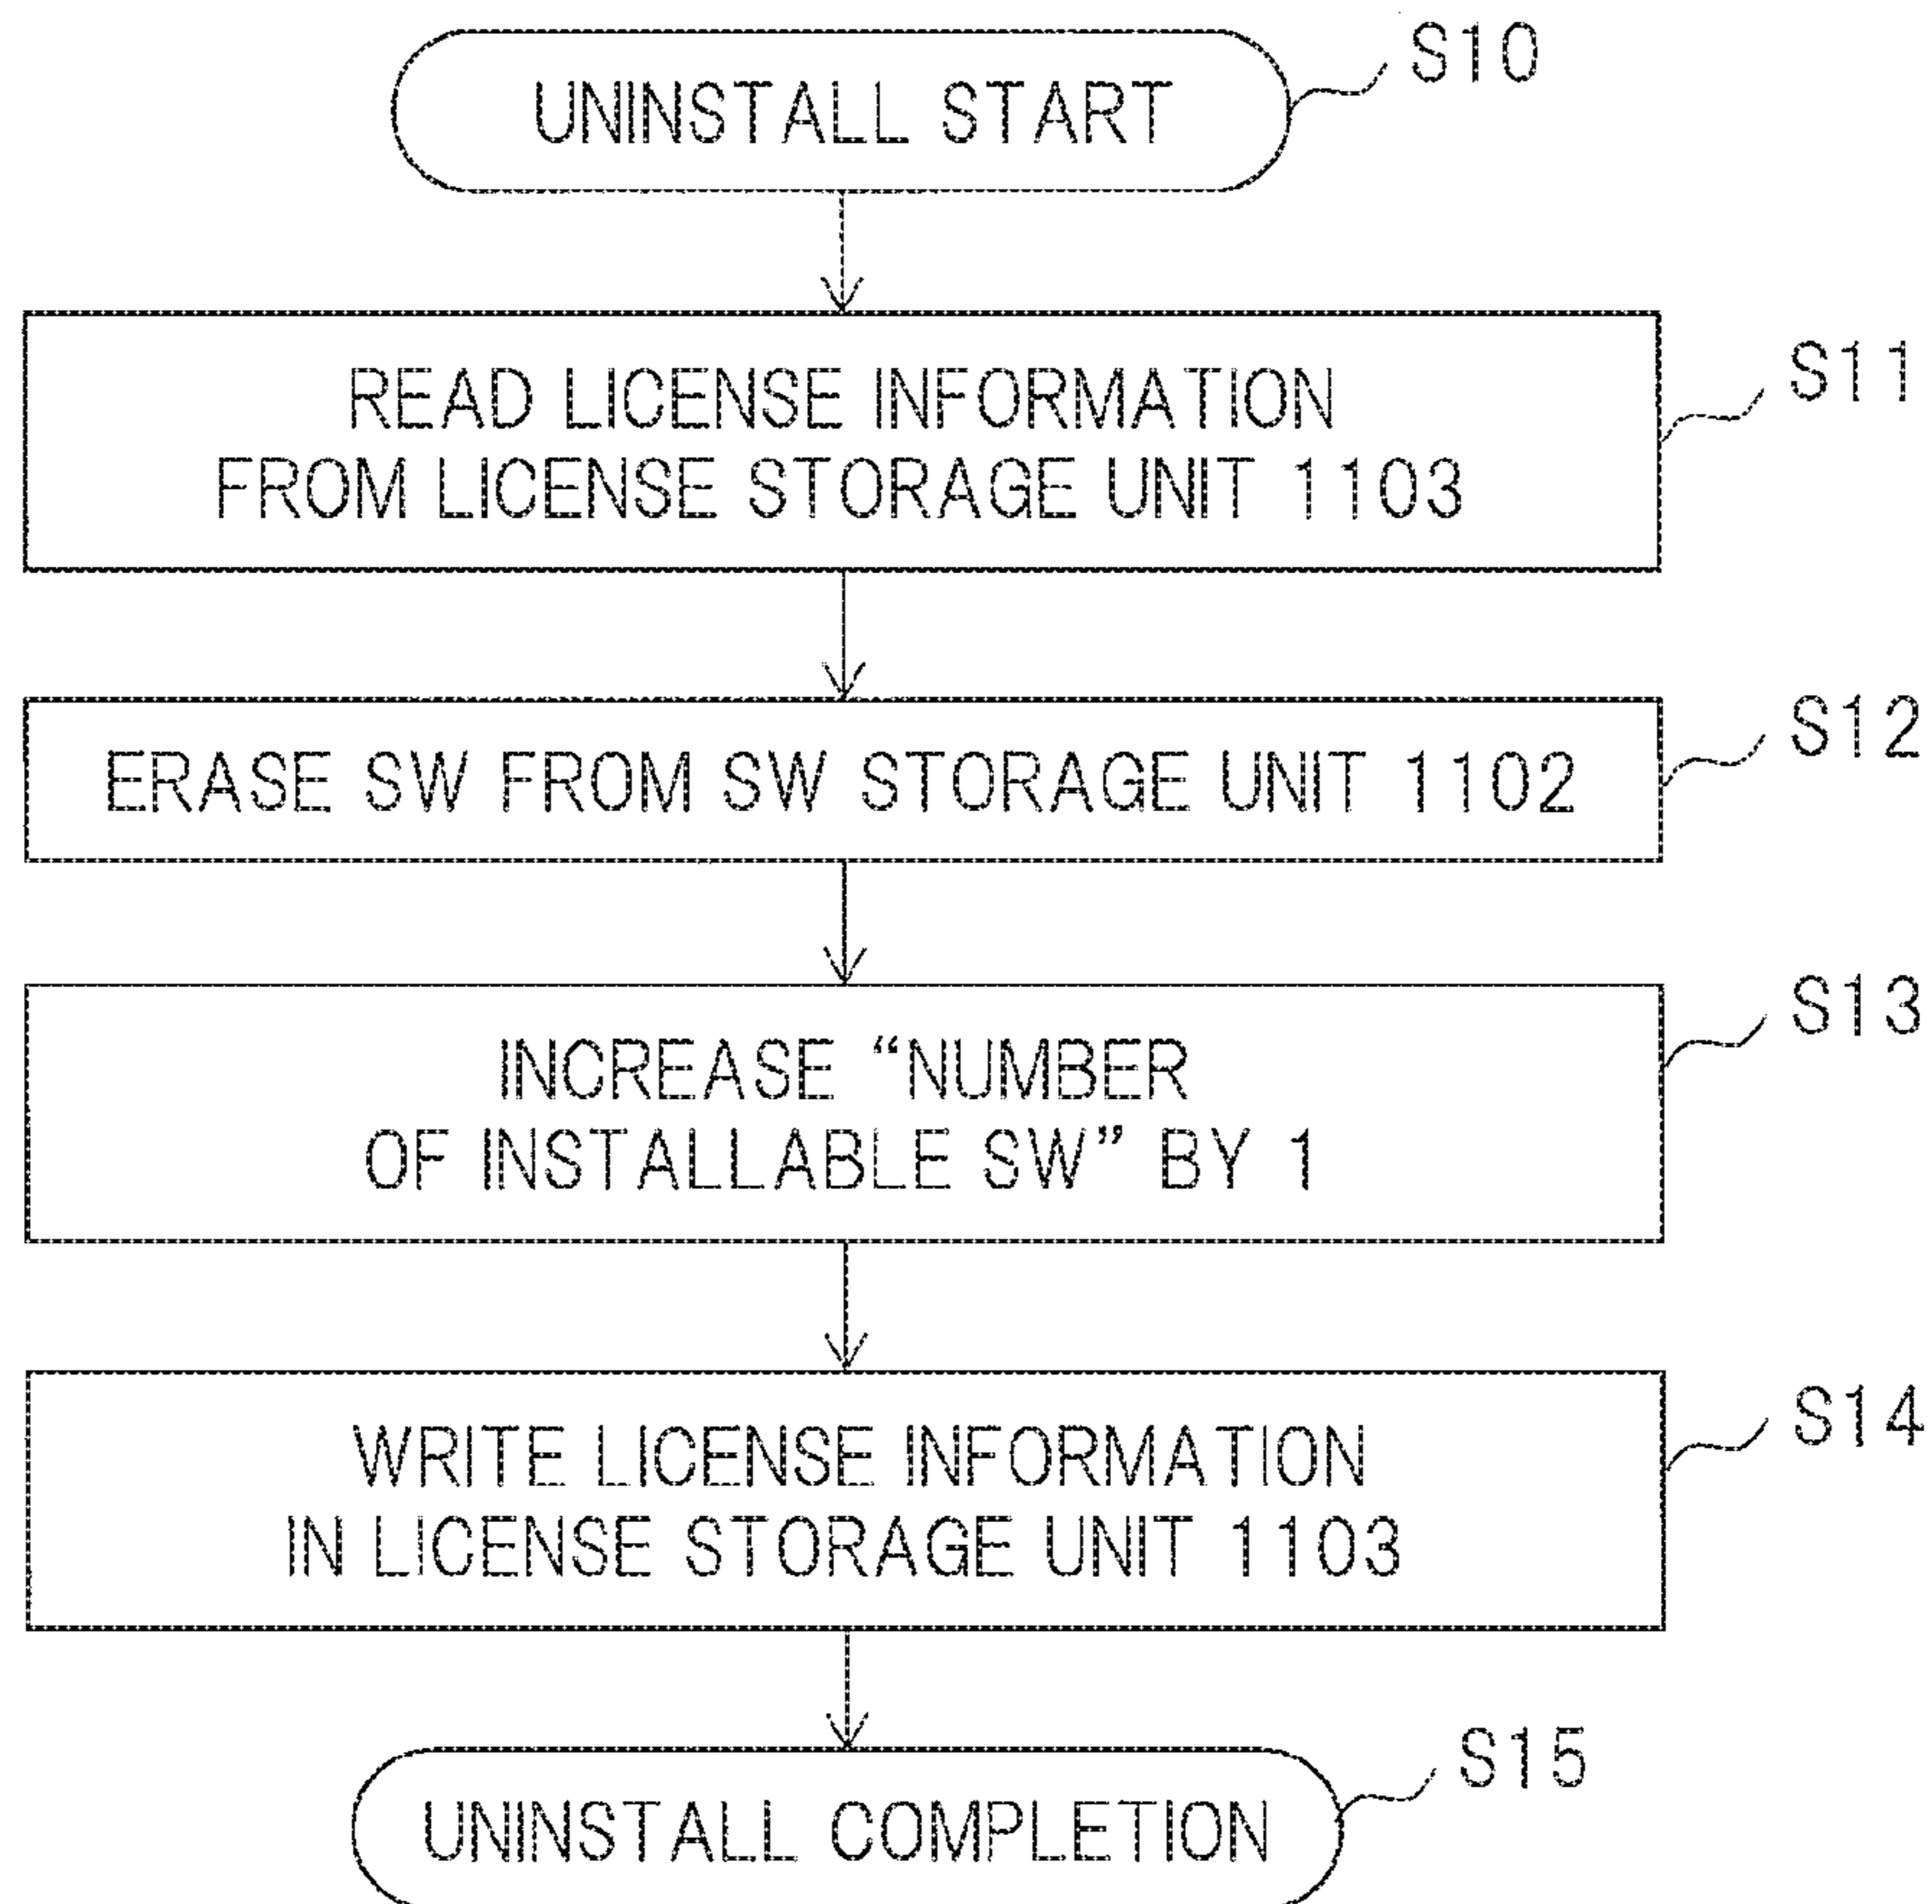 UNINSTALL START
S10
READ LICENSE INFORMATION
FROM LICENSE STORAGE UNIT 1103
S11
ERASE SW FROM SW STORAGE UNIT 1102
S12
INCREASE “NUMBER
OF INSTALLABLE SW” BY 1
S13
WRITE LICENSE INFORMATION
IN LICENSE STORAGE UNIT 1103
S14
UNINSTALL COMPLETION
S15